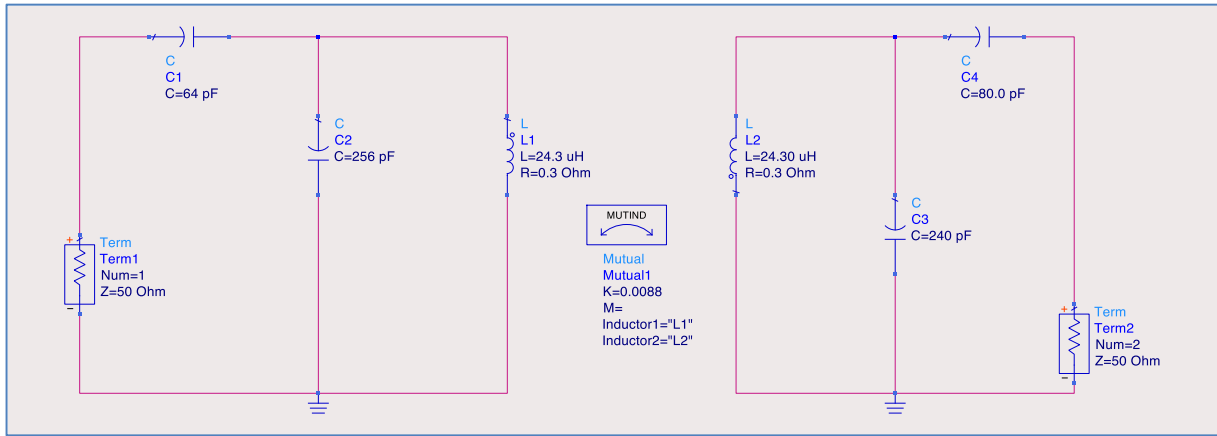 C
C1
C=64 pF
C
C2
C=256 pF
L
L1
L=24.3 uH
R=0.3 Ohm
+
Term
Term1
Num=1
Z=50 Ohm
–
MUTIND
Mutual
Mutual1
K=0.0088
M=
Inductor1="L1"
Inductor2="L2"
L
L2
L=24.30 uH
R=0.3 Ohm
C
C4
C=80.0 pF
C
C3
C=240 pF
+
Term
Term2
Num=2
Z=50 Ohm
–